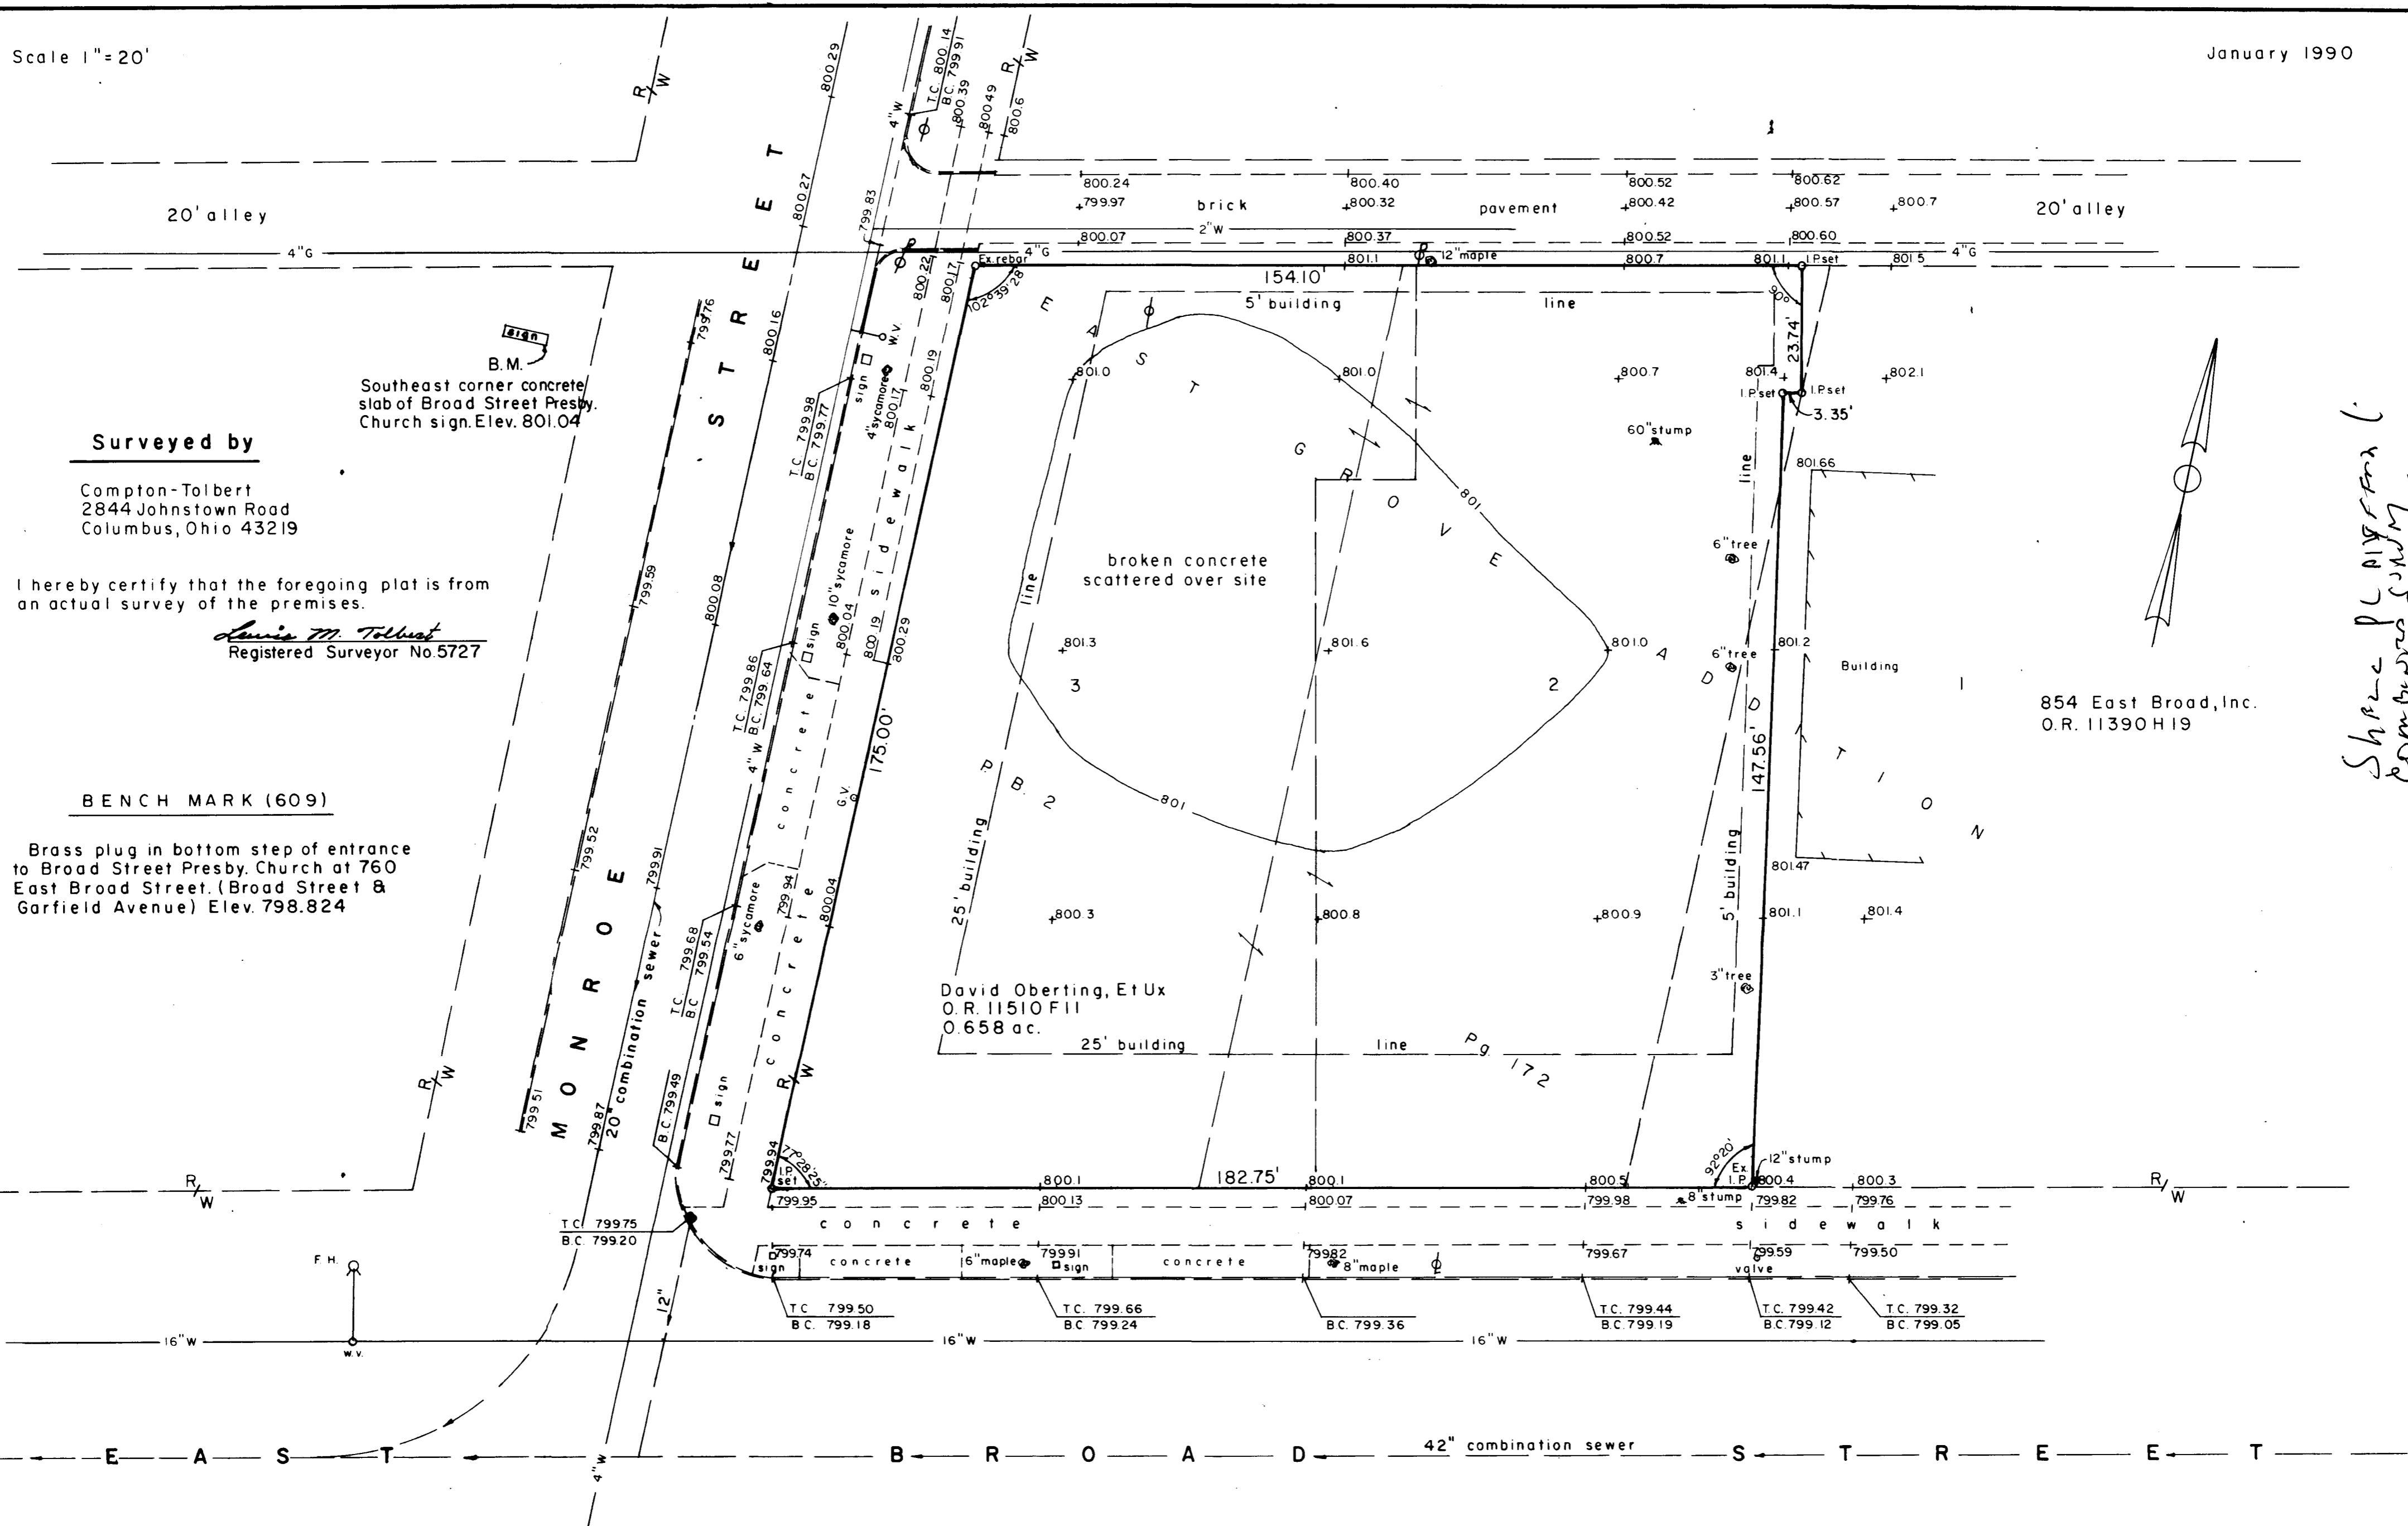 Scale 1"=20'
January 1990
R/W
R/W
800.29
T.C. 800.14
B.C. 799.91
800.39
800.49
800.6
4"W
20' alley
800.27
799.83
800.24
800.40
800.52
800.62
799.97
brick
800.32
pavement
800.42
800.57
800.7
20' alley
2"W
800.07
800.37
800.52
800.60
4"G
4"G
4"G
Ex. rebar
154.10'
801.1
12"maple
800.7
801.1
I.P. set
801.5
102°39'28"
90°
5' building line
800.22
800.17
799.76
800.16
sign
B.M.
Southeast corner concrete
slab of Broad Street Presby.
Church sign. Elev. 801.04
W.V.
sign
4"sycamore
800.17
800.19
T.C. 799.98
B.C. 799.77
23.74'
801.0
801.0
800.7
801.4
802.1
I.P. set
I.P. set
3.35'
60"stump
801.66
EAST GROVE ADDITION
P.B. 2 Pg. 172
Surveyed by
Compton-Tolbert
2844 Johnstown Road
Columbus, Ohio 43219
I hereby certify that the foregoing plat is from
an actual survey of the premises.
Lewis M. Tolbert
Registered Surveyor No.5727
799.59
800.08
10"sycamore
sign
800.04
sidewalk
800.19
800.29
T.C. 799.86
B.C. 799.64
line
801
broken concrete
scattered over site
6"tree
line
801.3
801.6
801.0
6"tree
801.2
Building
3
2
1
854 East Broad, Inc.
O.R. 11390 H19
4"W
concrete
175.00'
G.V.
147.56'
801
BENCH MARK (609)
Brass plug in bottom step of entrance
to Broad Street Presby. Church at 760
East Broad Street. (Broad Street &
Garfield Avenue) Elev. 798.824
799.52
799.91
799.94
800.04
25' building
5' building
801.47
800.3
800.8
800.9
801.1
801.4
6"sycamore
T.C. 799.68
B.C. 799.54
concrete
3"tree
David Oberting, Et Ux
O.R. 11510 F11
0.658 ac.
25' building line
MONROE STREET
20" combination sewer
R/W
799.51
799.87
B.C. 799.49
sign
R/W
799.77
799.94
77°28'25"
I.P. set
182.75'
92°20'
Ex. I.P.
12"stump
800.1
800.1
800.5
800.4
800.3
R/W
R/W
799.95
800.13
800.07
799.98
8"stump
799.82
799.76
concrete
sidewalk
T.C. 799.75
B.C. 799.20
799.74
sign
concrete
6"maple
799.91
sign
concrete
799.82
8"maple
799.67
799.59
valve
799.50
F.H.
W.V.
12"
T.C. 799.50
B.C. 799.18
T.C. 799.66
B.C. 799.24
B.C. 799.36
T.C. 799.44
B.C. 799.19
T.C. 799.42
B.C. 799.12
T.C. 799.32
B.C. 799.05
16"W
16"W
16"W
4"W
EAST BROAD STREET
42" combination sewer